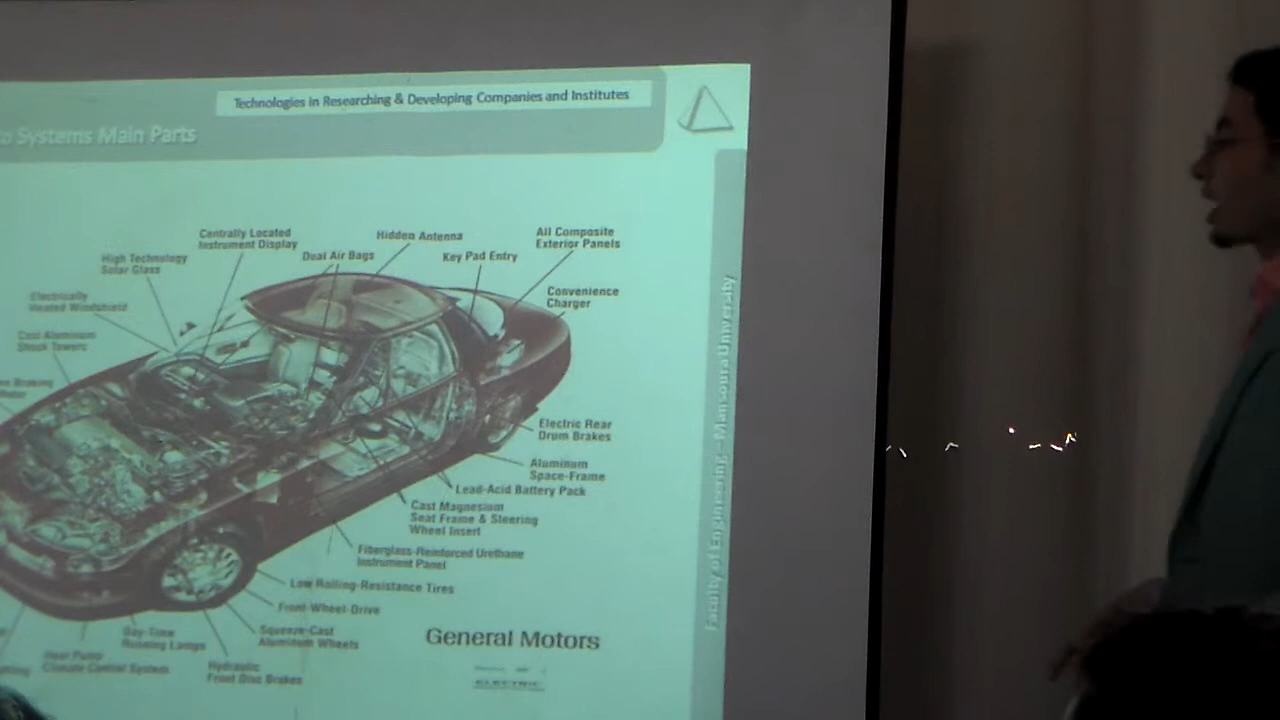 Technologies in Researching & Developing Companies and Institutes
Systems Main Parts
Centrally Located
Instrument Display
Hidden Antenna
All Composite
Exterior Panels
High Technology
Solar Glass
Dual Air Bags
Key Pad Entry
Electrically
Heated Windshield
Convenience
Charger
Cast Aluminum
Shock Towers
Braking
Electric Rear
Drum Brakes
Aluminum
Space-Frame
Lead-Acid Battery Pack
Cast Magnesium
Seat Frame & Steering
Wheel Insert
Fiberglass-Reinforced Urethane
Instrument Panel
Low Rolling-Resistance Tires
Front-Wheel-Drive
Squeeze-Cast
Aluminum Wheels
Day-Time
Running Lamps
Heat Pump
Climate Control System
Hydraulic
Front Disc Brakes
General Motors
ELECTRIC
Faculty of Engineering – Mansoura University